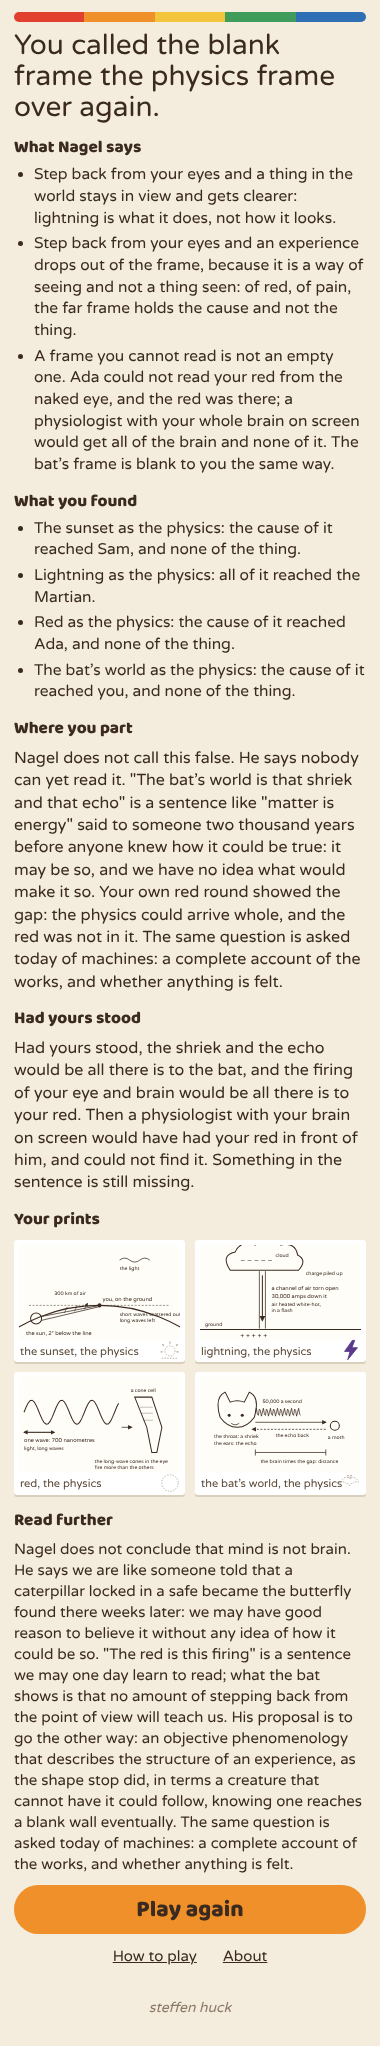 You called the blank
frame the physics frame
over again.
What Nagel says
• Step back from your eyes and a thing in the
world stays in view and gets clearer:
lightning is what it does, not how it looks.
• Step back from your eyes and an experience
drops out of the frame, because it is a way of
seeing and not a thing seen: of red, of pain,
the far frame holds the cause and not the
thing.
• A frame you cannot read is not an empty
one. Ada could not read your red from the
naked eye, and the red was there; a
physiologist with your whole brain on screen
would get all of the brain and none of it. The
bat's frame is blank to you the same way.
What you found
• The sunset as the physics: the cause of it
reached Sam, and none of the thing.
• Lightning as the physics: all of it reached the
Martian.
• Red as the physics: the cause of it reached
Ada, and none of the thing.
• The bat's world as the physics: the cause of it
reached you, and none of the thing.
Where you part
Nagel does not call this false. He says nobody
can yet read it. "The bat's world is that shriek
and that echo" is a sentence like "matter is
energy" said to someone two thousand years
before anyone knew how it could be true: it
may be so, and we have no idea what would
make it so. Your own red round showed the
gap: the physics could arrive whole, and the
red was not in it. The same question is asked
today of machines: a complete account of the
works, and whether anything is felt.
Had yours stood
Had yours stood, the shriek and the echo
would be all there is to the bat, and the firing
of your eye and brain would be all there is to
your red. Then a physiologist with your brain
on screen would have had your red in front of
him, and could not find it. Something in the
sentence is still missing.
Your prints
the light
300 km of air
you, on the ground
short waves scattered out
long waves left
the sun, 2° below the line
the sunset, the physics
cloud
charge piled up
a channel of air torn open
30,000 amps down it
air heated white-hot,
in a flash
ground
+ + + + +
lightning, the physics
a cone cell
one wave: 700 nanometres
light, long waves
the long-wave cones in the eye
fire more than the others
red, the physics
50,000 a second
the throat: a shriek
the ears: the echo
the echo back
a moth
the brain times the gap: distance
the bat's world, the physics
Read further
Nagel does not conclude that mind is not brain.
He says we are like someone told that a
caterpillar locked in a safe became the butterfly
found there weeks later: we may have good
reason to believe it without any idea of how it
could be so. "The red is this firing" is a sentence
we may one day learn to read; what the bat
shows is that no amount of stepping back from
the point of view will teach us. His proposal is to
go the other way: an objective phenomenology
that describes the structure of an experience, as
the shape stop did, in terms a creature that
cannot have it could follow, knowing one reaches
a blank wall eventually. The same question is
asked today of machines: a complete account of
the works, and whether anything is felt.
Play again
How to play About
steffen huck